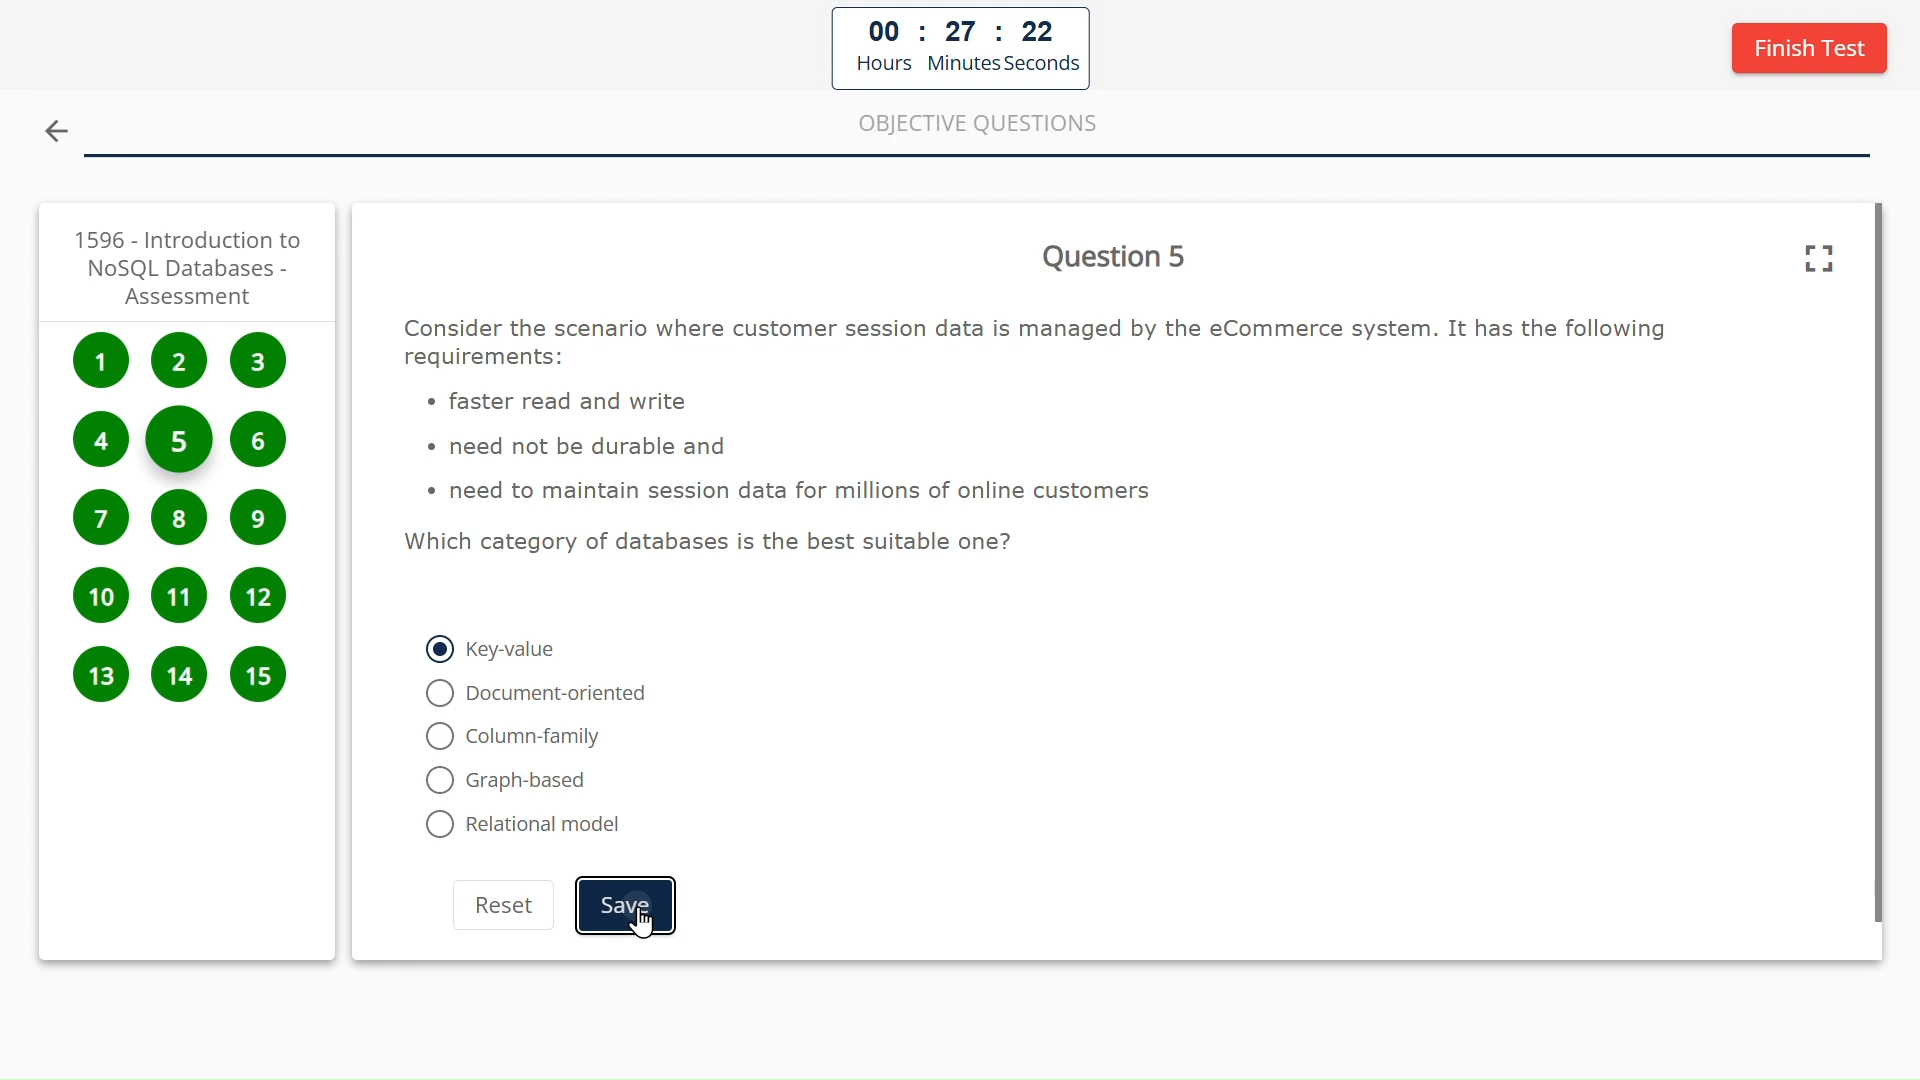 00 : 27 : 22
Hours Minutes Seconds
Finish Test
OBJECTIVE QUESTIONS
1596 - Introduction to
NoSQL Databases -
Assessment
1 2 3
4 5 6
7 8 9
10 11 12
13 14 15
Question 5
Consider the scenario where customer session data is managed by the eCommerce system. It has the following
requirements:
• faster read and write
• need not be durable and
• need to maintain session data for millions of online customers
Which category of databases is the best suitable one?
Key-value
Document-oriented
Column-family
Graph-based
Relational model
Reset Save